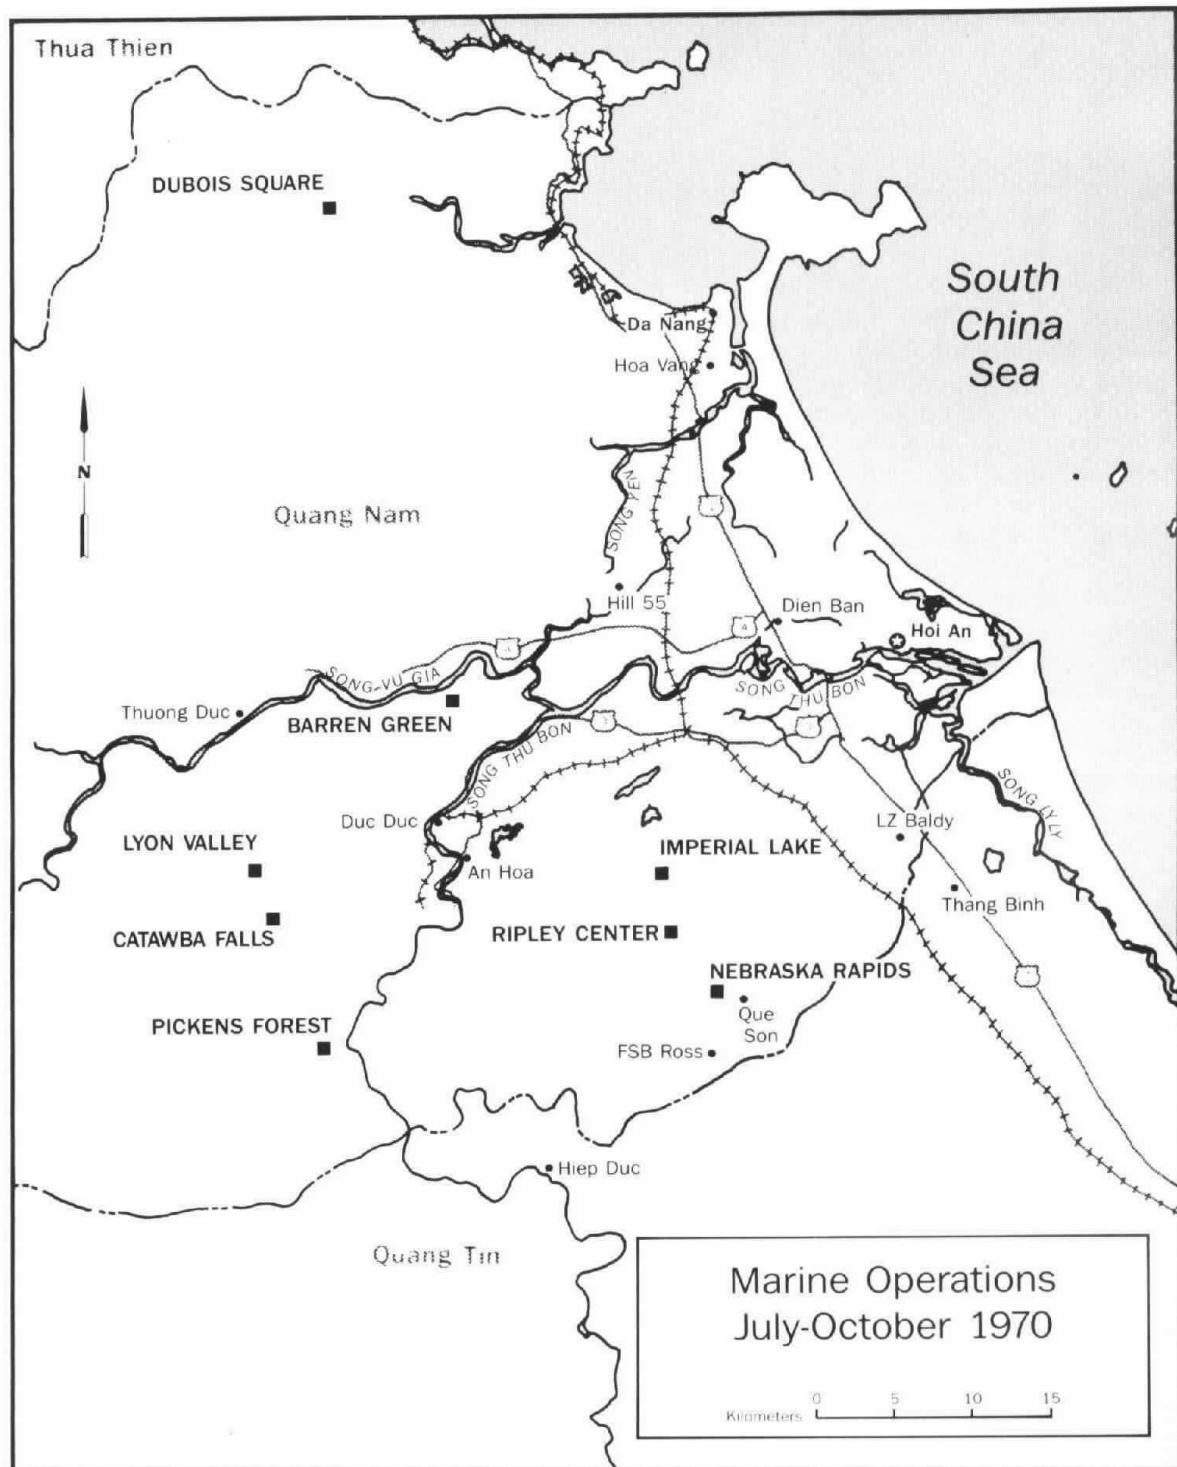 Thua Thien
DUBOIS SQUARE
South
China
Sea
Da Nang
Hoa Vang
N
Quang Nam
SONG YEN
Hill 55
Dien Ban
4
Hoi An
SONG VU GIA
SONG THU BON
Thuong Duc
BARREN GREEN
SONG THU BON
SONG LY LY
Duc Duc
LZ Baldy
LYON VALLEY
IMPERIAL LAKE
An Hoa
Thang Binh
CATAWBA FALLS
RIPLEY CENTER
NEBRASKA RAPIDS
Que
Son
PICKENS FOREST
FSB Ross
Hiep Duc
Quang Tin
Marine Operations
July-October 1970
0 5 10 15
Kilometers